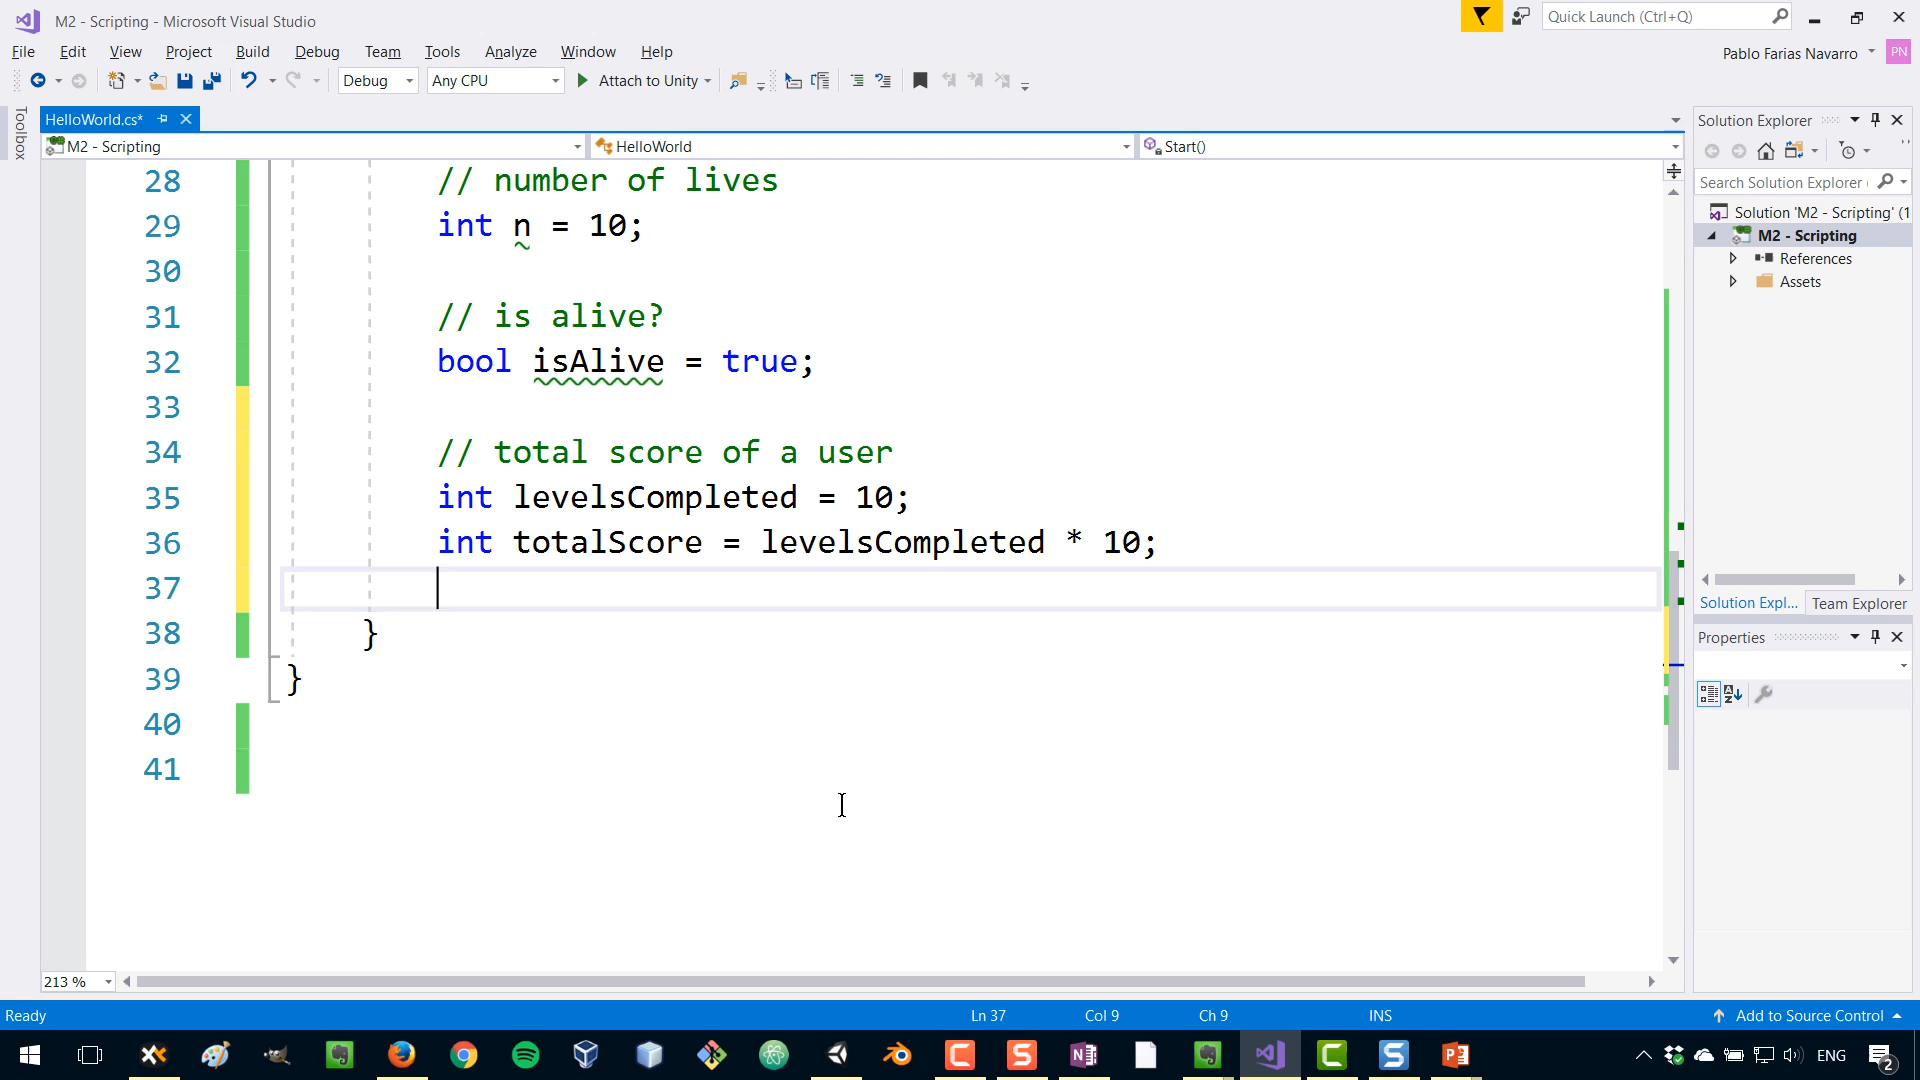 M2 - Scripting - Microsoft Visual Studio
Quick Launch (Ctrl+Q)
File Edit View Project Build Debug Team Tools Analyze Window Help
Pablo Farias Navarro PN
Debug Any CPU Attach to Unity
Toolbox
HelloWorld.cs*
M2 - Scripting HelloWorld Start()
28 // number of lives
29 int n = 10;
30
31 // is alive?
32 bool isAlive = true;
33
34 // total score of a user
35 int levelsCompleted = 10;
36 int totalScore = levelsCompleted * 10;
37
38 }
39 }
40
41
213 %
Solution Explorer
Search Solution Explorer (
Solution 'M2 - Scripting' (1
M2 - Scripting
References
Assets
Solution Expl... Team Explorer
Properties
Ready Ln 37 Col 9 Ch 9 INS Add to Source Control
ENG 2